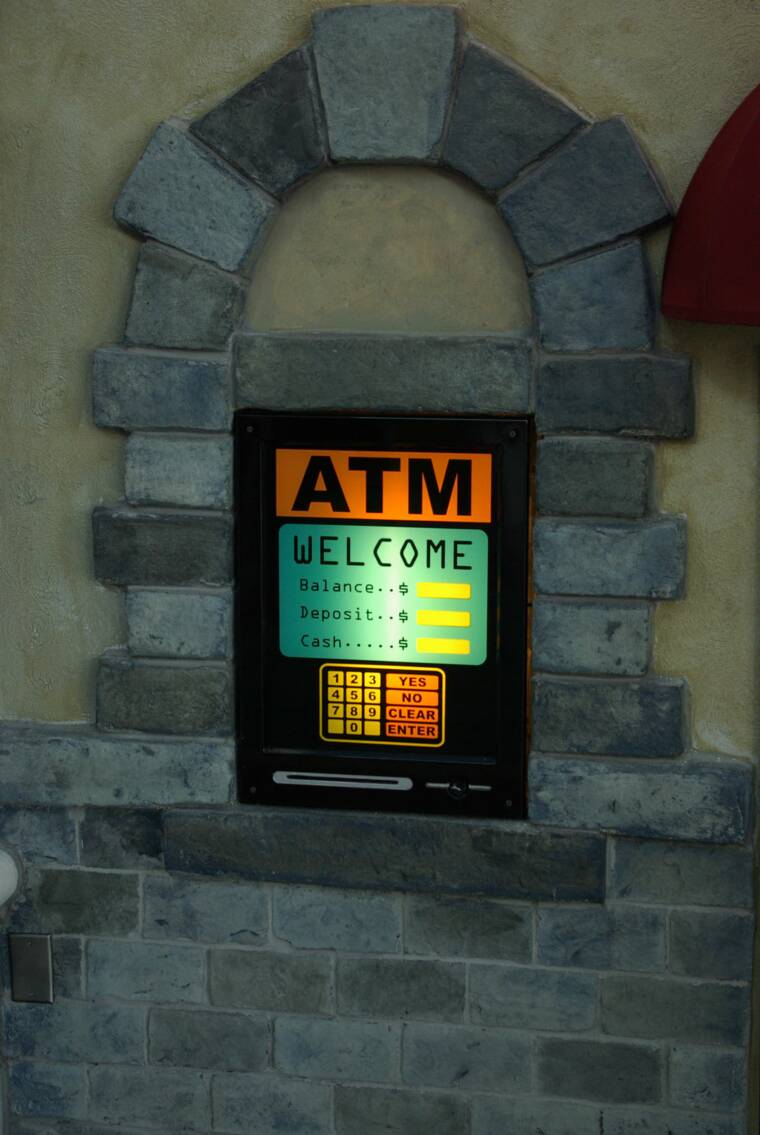 ATM
WELCOME
Balance..$
Deposit..$
Cash.....$
1 2 3 YES
4 5 6 NO
7 8 9 CLEAR
0 ENTER